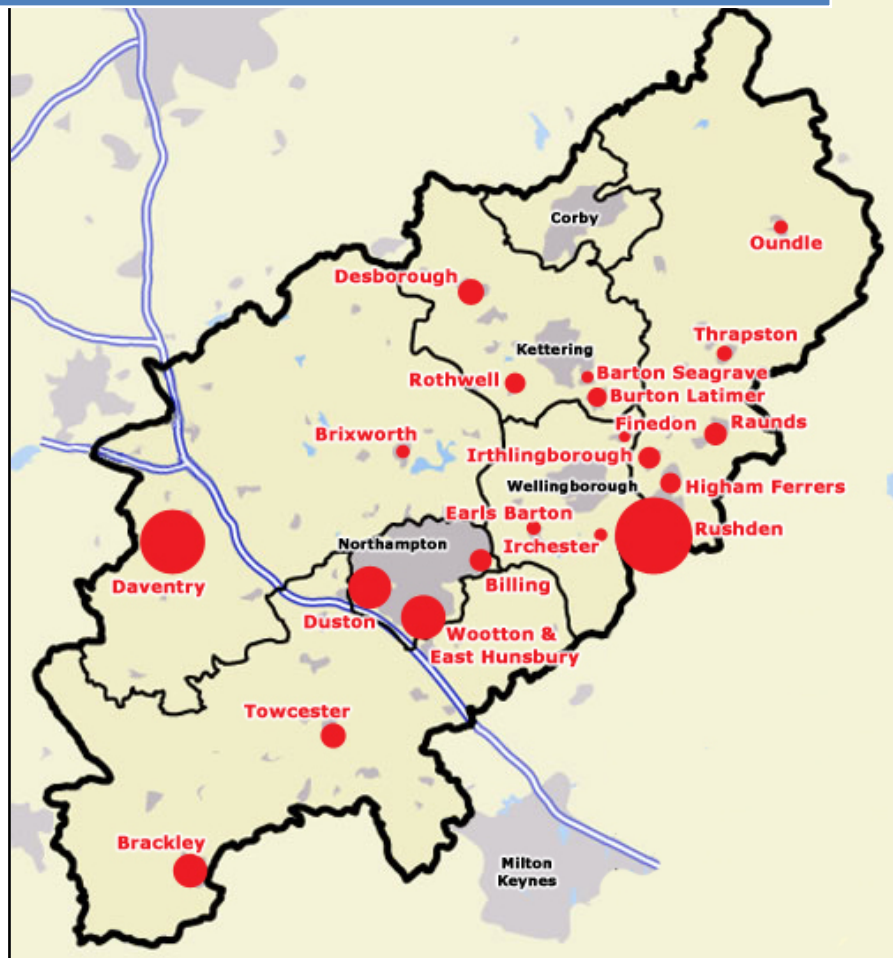 Corby
Oundle
Desborough
Thrapston
Kettering
Barton Seagrave
Rothwell
Burton Latimer
Finedon
Raunds
Brixworth
Irthlingborough
Wellingborough
Higham Ferrers
Earls Barton
Rushden
Northampton
Irchester
Daventry
Billing
Duston
Wootton &
East Hunsbury
Towcester
Brackley
Milton
Keynes